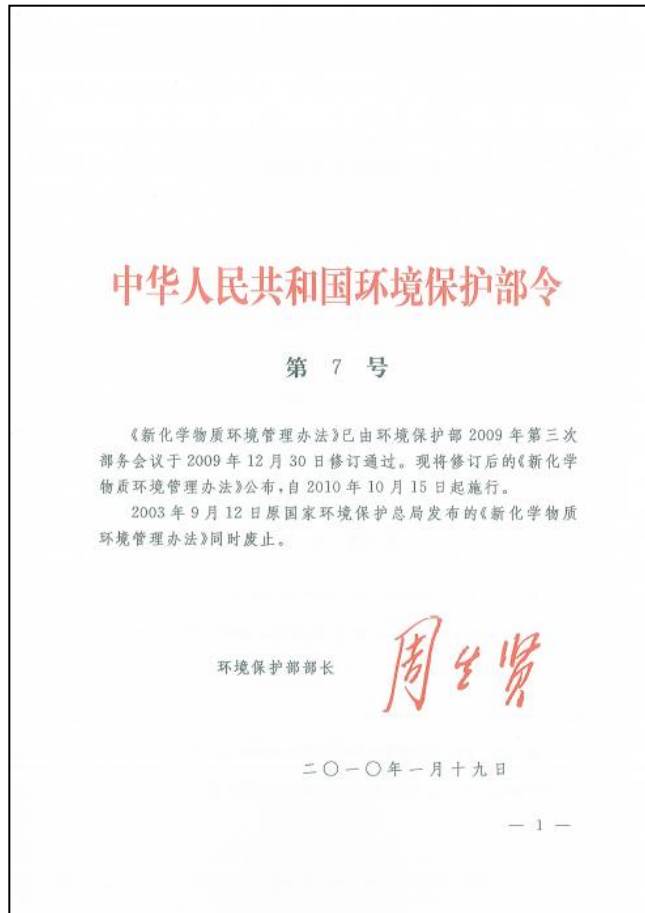 中华人民共和国环境保护部令
第 7 号
《新化学物质环境管理办法》已由环境保护部 2009 年第三次
部务会议于 2009 年 12 月 30 日修订通过。现将修订后的《新化学
物质环境管理办法》公布,自 2010 年 10 月 15 日起施行。
2003 年 9 月 12 日原国家环境保护总局发布的《新化学物质
环境管理办法》同时废止。
环境保护部部长 周生贤
二〇一〇年一月十九日
— 1 —